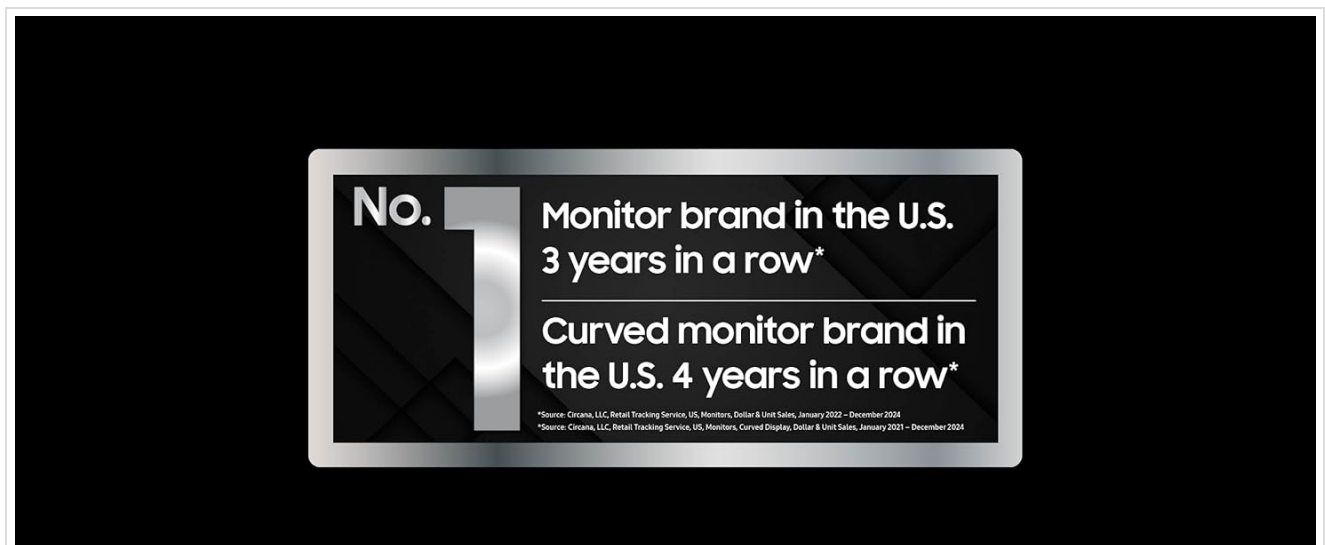 No. 1
Monitor brand in the U.S.
3 years in a row*
Curved monitor brand in
the U.S. 4 years in a row*
*Source: Circana, LLC, Retail Tracking Service, US, Monitors, Dollar & Unit Sales, January 2022 – December 2024
*Source: Circana, LLC, Retail Tracking Service, US, Monitors, Curved Display, Dollar & Unit Sales, January 2021 – December 2024